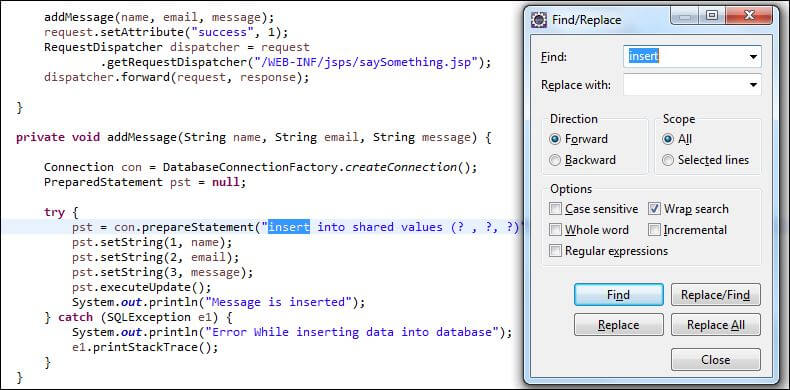 addMessage(name, email, message);
request.setAttribute("success", 1);
RequestDispatcher dispatcher = request
.getRequestDispatcher("/WEB-INF/jsps/saySomething.jsp");
dispatcher.forward(request, response);
}
private void addMessage(String name, String email, String message) {
Connection con = DatabaseConnectionFactory.createConnection();
PreparedStatement pst = null;
try {
pst = con.prepareStatement("insert into shared values (? , ?, ?)"
pst.setString(1, name);
pst.setString(2, email);
pst.setString(3, message);
pst.executeUpdate();
System.out.println("Message is inserted");
} catch (SQLException e1) {
System.out.println("Error While inserting data into database");
e1.printStackTrace();
}
}
Find/Replace
Find: insert
Replace with:
Direction Scope
Forward All
Backward Selected lines
Options
Case sensitive Wrap search
Whole word Incremental
Regular expressions
Find Replace/Find
Replace Replace All
Close